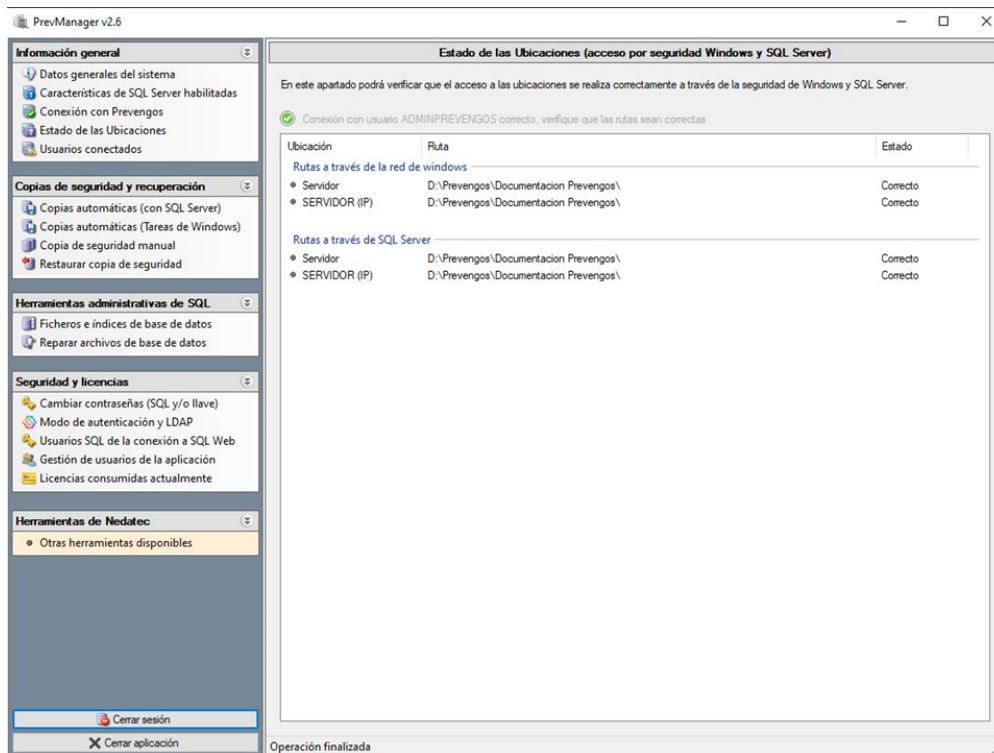 PrevManager v2.6
Información general
Datos generales del sistema
Características de SQL Server habilitadas
Conexión con Prevengos
Estado de las Ubicaciones
Usuarios conectados
Copias de seguridad y recuperación
Copias automáticas (con SQL Server)
Copias automáticas (Tareas de Windows)
Copia de seguridad manual
Restaurar copia de seguridad
Herramientas administrativas de SQL
Ficheros e índices de base de datos
Reparar archivos de base de datos
Seguridad y licencias
Cambiar contraseñas (SQL y/o llave)
Modo de autenticación y LDAP
Usuarios SQL de la conexión a SQL Web
Gestión de usuarios de la aplicación
Licencias consumidas actualmente
Herramientas de Nedatec
Otras herramientas disponibles
Cerrar sesión
Cerrar aplicación
Estado de las Ubicaciones (acceso por seguridad Windows y SQL Server)
En este apartado podrá verificar que el acceso a las ubicaciones se realiza correctamente a través de la seguridad de Windows y SQL Server.
Conexión con usuario ADMINPREVENGOS correcto, verifique que las rutas sean correctas
Ubicación Ruta Estado
Rutas a través de la red de windows
Servidor D:\Prevengos\Documentacion Prevengos\ Correcto
SERVIDOR (IP) D:\Prevengos\Documentacion Prevengos\ Correcto
Rutas a través de SQL Server
Servidor D:\Prevengos\Documentacion Prevengos\ Correcto
SERVIDOR (IP) D:\Prevengos\Documentacion Prevengos\ Correcto
Operación finalizada